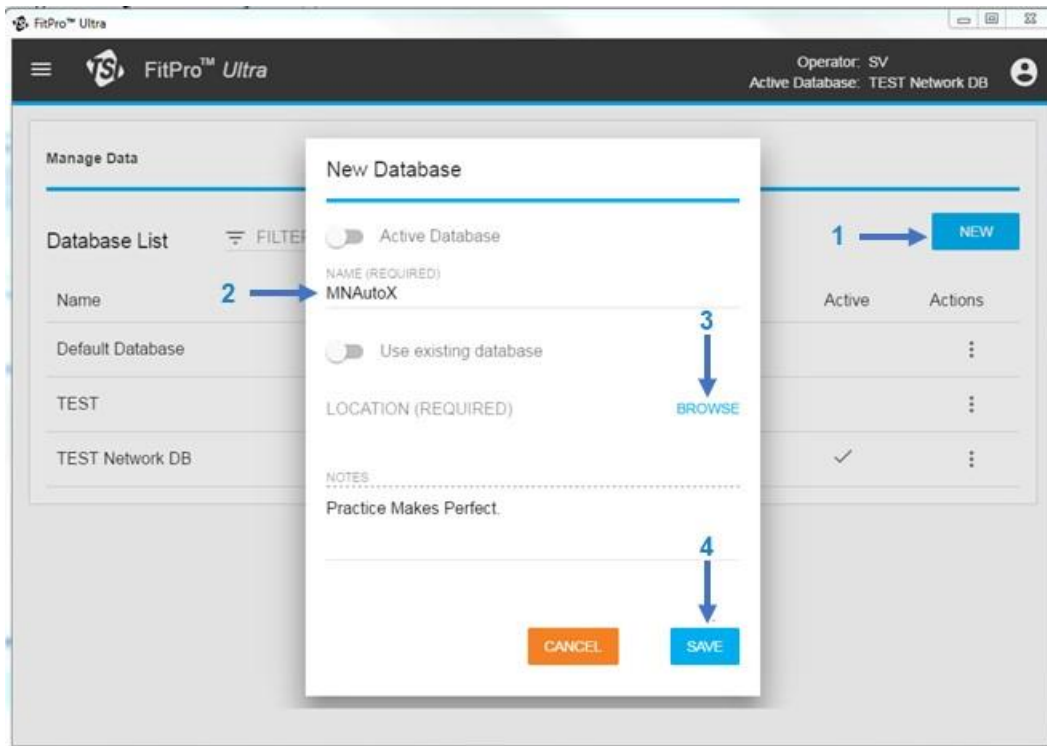 FitPro™ Ultra
TSI FitPro™ Ultra
Operator: SV
Active Database: TEST Network DB
Manage Data
New Database
Database List
FILTER
Active Database
1
NEW
NAME (REQUIRED)
2
MNAutoX
Name
Active
Actions
3
Default Database
Use existing database
TEST
LOCATION (REQUIRED)
BROWSE
TEST Network DB
NOTES
Practice Makes Perfect.
4
CANCEL
SAVE